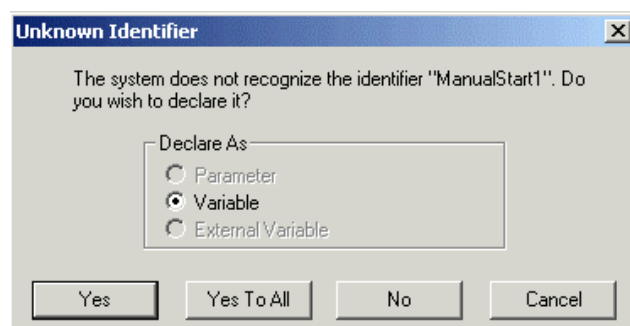 Unknown Identifier
The system does not recognize the identifier "ManualStart1". Do
you wish to declare it?
Declare As
Parameter
Variable
External Variable
Yes
Yes To All
No
Cancel